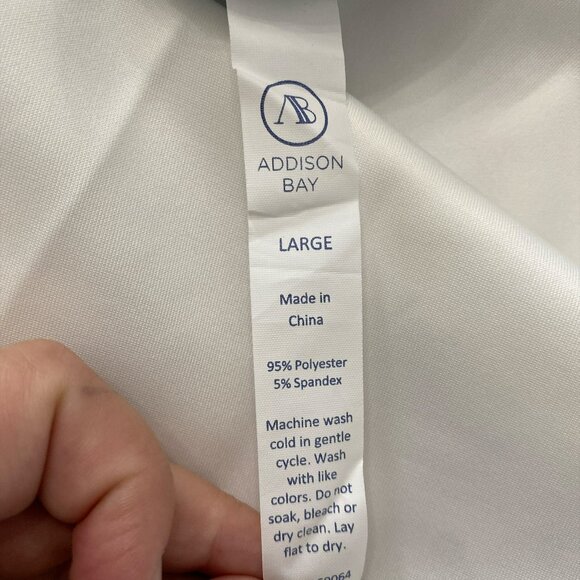 AB
ADDISON
BAY
LARGE
Made in
China
95% Polyester
5% Spandex
Machine wash
cold in gentle
cycle. Wash
with like
colors. Do not
soak, bleach or
dry clean. Lay
flat to dry.